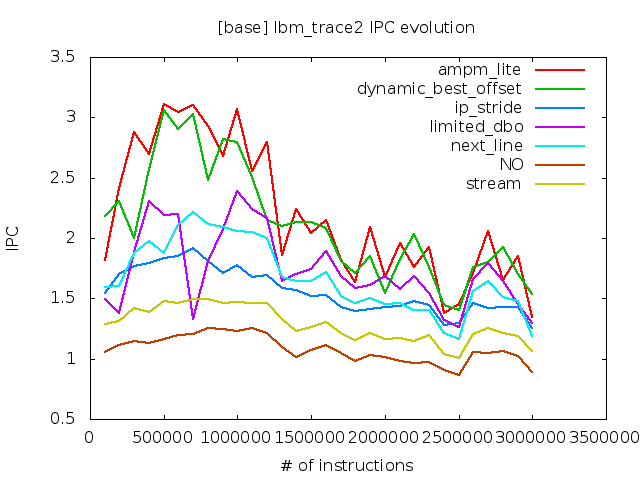 [base] lbm_trace2 IPC evolution
3.5
3
2.5
2
1.5
1
0.5
IPC
ampm_lite
dynamic_best_offset
ip_stride
limited_dbo
next_line
NO
stream
0 500000 1000000 1500000 2000000 2500000 3000000 3500000
# of instructions